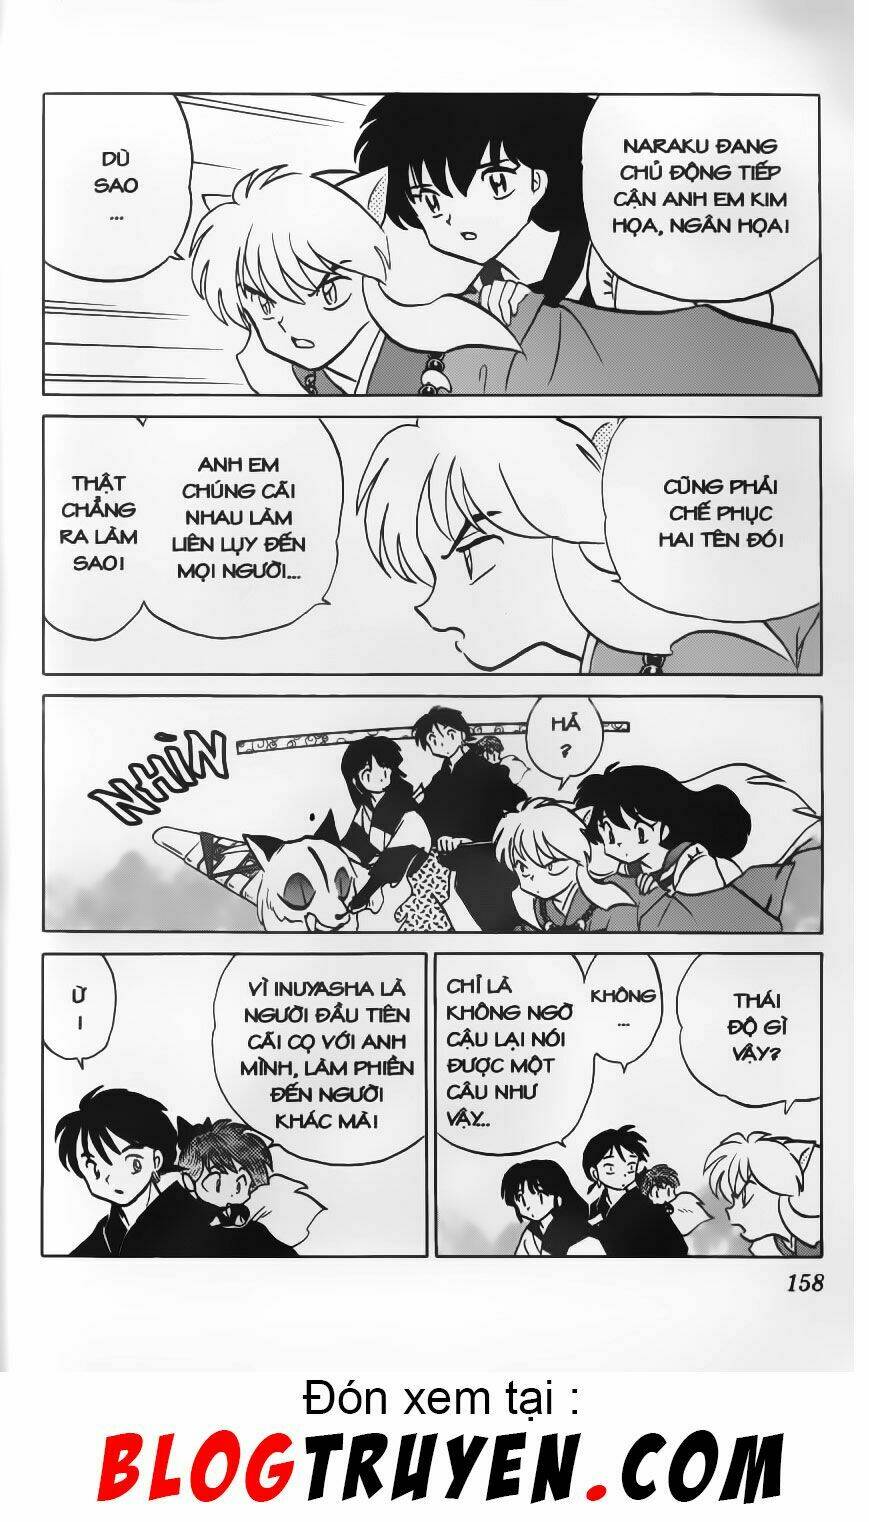 NARAKU ĐANG
CHỦ ĐỘNG TIẾP
CẬN ANH EM KIM
HỌA, NGÂN HỌA!
DÙ
SAO
...
CŨNG PHẢI
CHẾ PHỤC
HAI TÊN ĐÓ!
ANH EM
CHÚNG CÃI
NHAU LÀM
LIÊN LỤY ĐẾN
MỌI NGƯỜI...
THẬT
CHẲNG
RA LÀM
SAO!
HẢ
?
NHÌN
THÁI
ĐỘ GÌ
VẬY?
KHÔNG
...
CHỈ LÀ
KHÔNG NGỜ
CẬU LẠI NÓI
ĐƯỢC MỘT
CÂU NHƯ
VẬY...
VÌ INUYASHA LÀ
NGƯỜI ĐẦU TIÊN
CÃI CỌ VỚI ANH
MÌNH, LÀM PHIỀN
ĐẾN NGƯỜI
KHÁC MÀ!
Ừ
!
158
Đón xem tại :
BLOGTRUYEN.COM